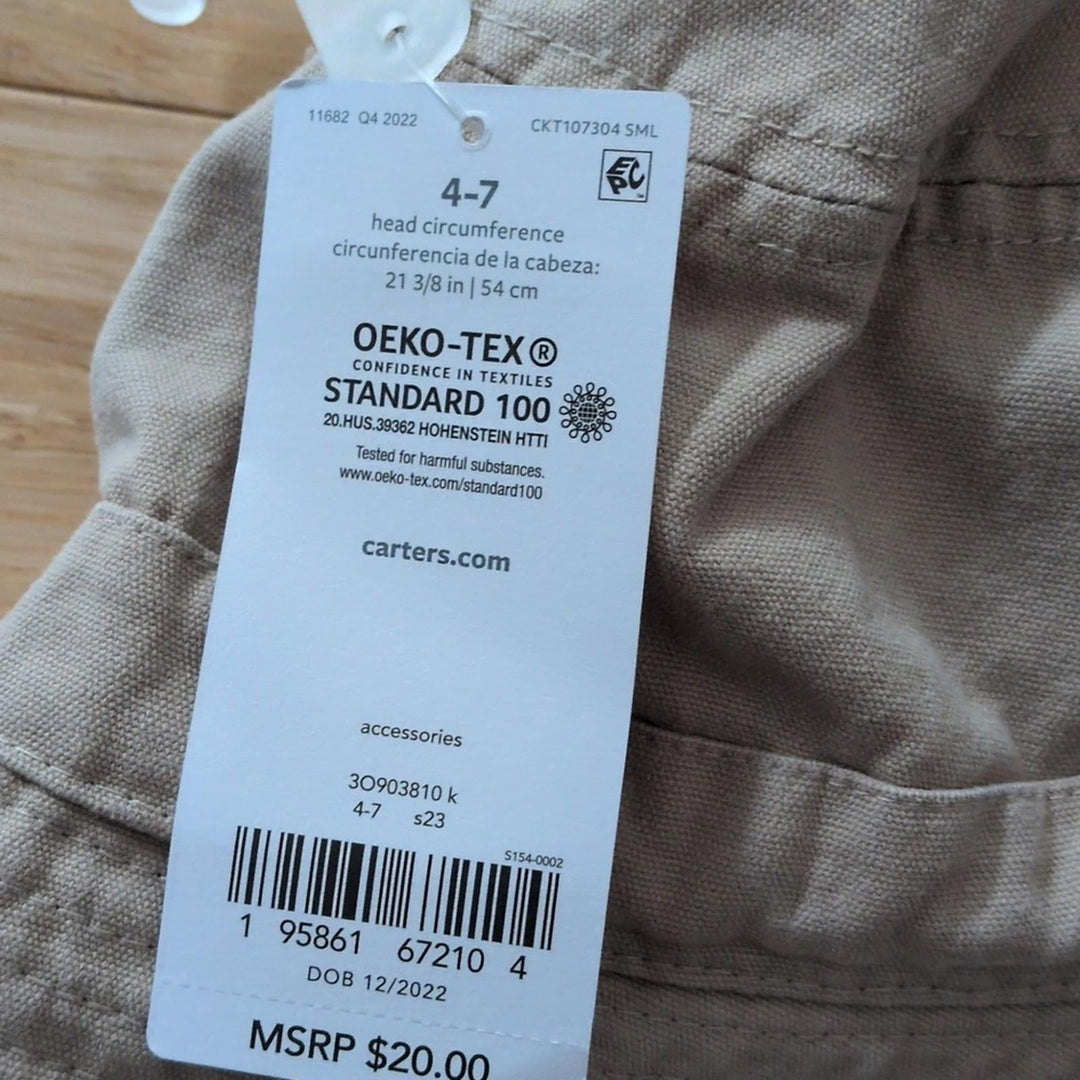 11682 Q4 2022
CKT107304 SML
EPC
TM
4-7
head circumference
circunferencia de la cabeza:
21 3/8 in | 54 cm
OEKO-TEX®
CONFIDENCE IN TEXTILES
STANDARD 100
20.HUS.39362 HOHENSTEIN HTTI
Tested for harmful substances.
www.oeko-tex.com/standard100
carters.com
accessories
3O903810 k
4-7 s23
S154-0002
1 95861 67210 4
DOB 12/2022
MSRP $20.00